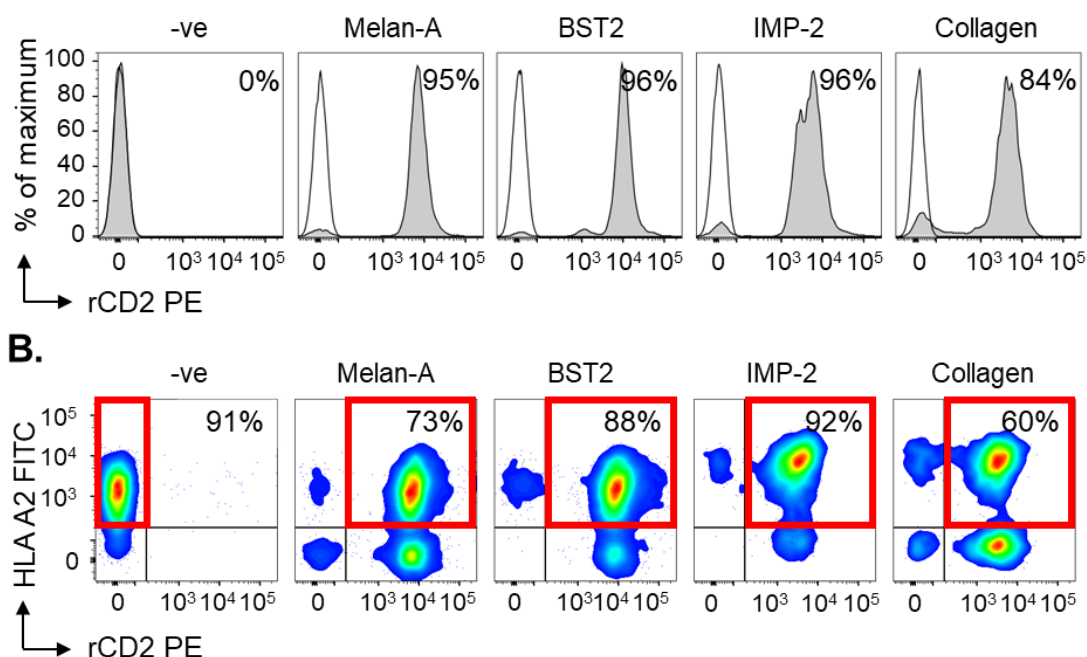 -ve Melan-A BST2 IMP-2 Collagen
% of maximum
100
80
60
40
20
0
0% 95% 96% 96% 84%
0 10³ 10⁴ 10⁵ 0 10³ 10⁴ 10⁵ 0 10³ 10⁴ 10⁵ 0 10³ 10⁴ 10⁵ 0 10³ 10⁴ 10⁵
rCD2 PE
B.
-ve Melan-A BST2 IMP-2 Collagen
HLA A2 FITC
10⁵
10⁴
10³
0
91% 73% 88% 92% 60%
0 10³ 10⁴ 10⁵ 0 10³ 10⁴ 10⁵ 0 10³ 10⁴ 10⁵ 0 10³ 10⁴ 10⁵ 0 10³ 10⁴ 10⁵
rCD2 PE